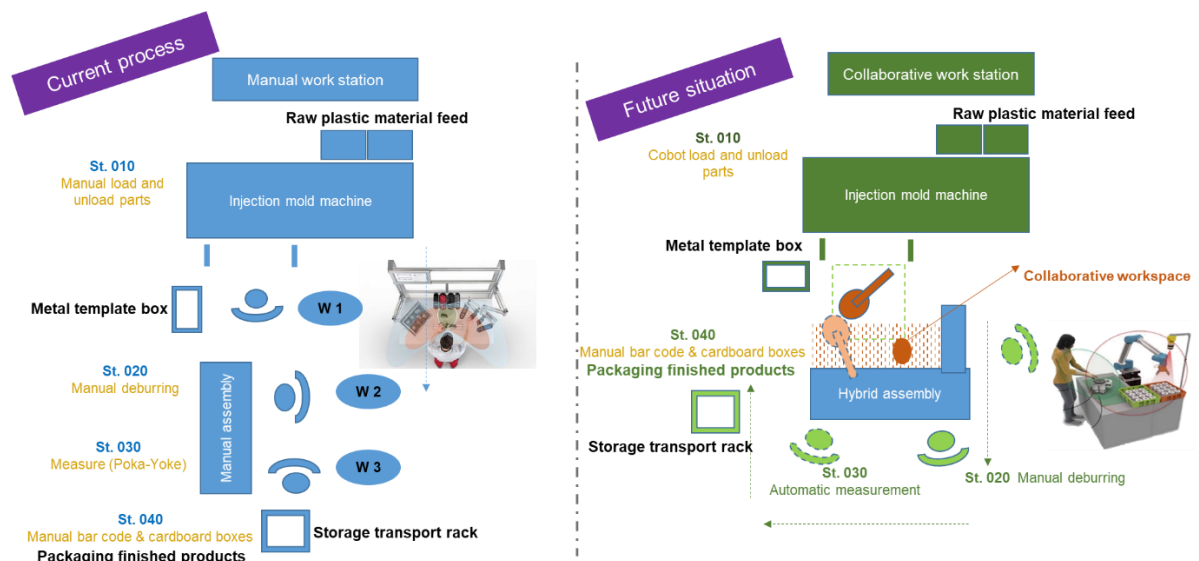 Current process
Manual work station
Raw plastic material feed
St. 010
Manual load and
unload parts
Injection mold machine
Metal template box
W 1
St. 020
Manual deburring
Manual assembly
W 2
St. 030
Measure (Poka-Yoke)
W 3
St. 040
Manual bar code & cardboard boxes
Packaging finished products
Storage transport rack
Future situation
Collaborative work station
Raw plastic material feed
St. 010
Cobot load and unload
parts
Injection mold machine
Metal template box
Collaborative workspace
St. 040
Manual bar code & cardboard boxes
Packaging finished products
Hybrid assembly
Storage transport rack
St. 030
Automatic measurement
St. 020 Manual deburring